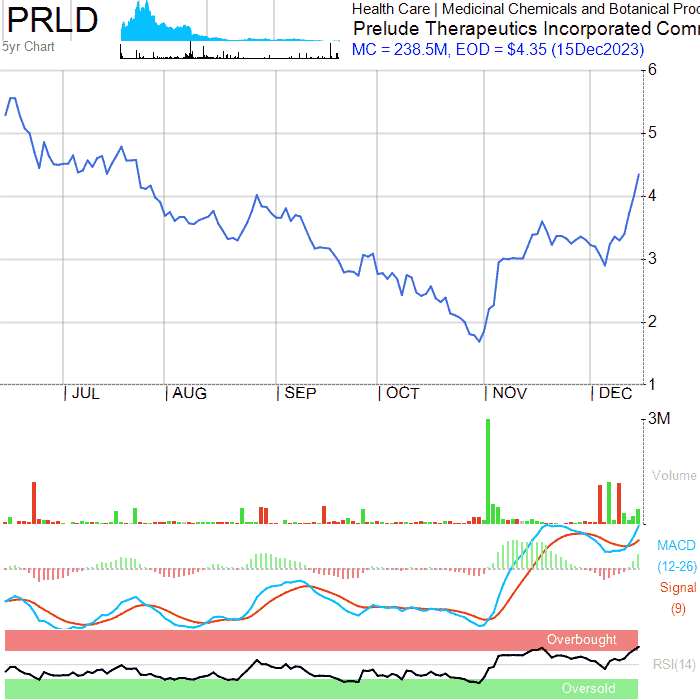 PRLD
5yr Chart
Health Care | Medicinal Chemicals and Botanical Prod
Prelude Therapeutics Incorporated Comm
MC = 238.5M, EOD = $4.35 (15Dec2023)
6
5
4
3
2
1
JUL
AUG
SEP
OCT
NOV
DEC
3M
Volume
MACD
(12-26)
Signal
(9)
Overbought
RSI(14)
Oversold